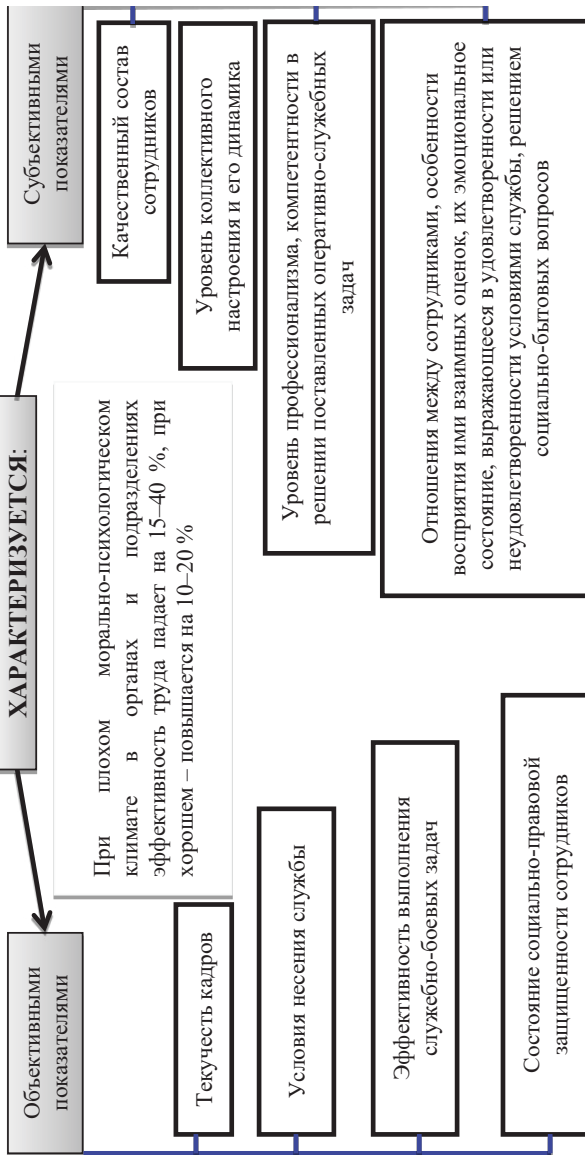 ХАРАКТЕРИЗУЕТСЯ:
Объективными
показателями
Субъективными
показателями
При плохом морально-психологическом
климате в органах и подразделениях
эффективность труда падает на 15–40 %, при
хорошем – повышается на 10–20 %
Текучесть кадров
Условия несения службы
Эффективность выполнения
служебно-боевых задач
Состояние социально-правовой
защищенности сотрудников
Качественный состав
сотрудников
Уровень коллективного
настроения и его динамика
Уровень профессионализма, компетентности в
решении поставленных оперативно-служебных
задач
Отношения между сотрудниками, особенности
восприятия ими взаимных оценок, их эмоциональное
состояние, выражающееся в удовлетворенности или
неудовлетворенности условиями службы, решением
социально-бытовых вопросов